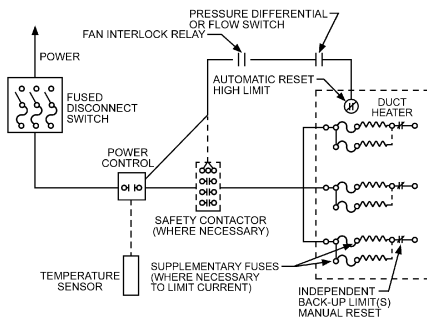 PRESSURE DIFFERENTIAL
OR FLOW SWITCH
FAN INTERLOCK RELAY
POWER
AUTOMATIC RESET
HIGH LIMIT
FUSED
DISCONNECT
SWITCH
DUCT
HEATER
POWER
CONTROL
SAFETY CONTACTOR
(WHERE NECESSARY)
TEMPERATURE
SENSOR
SUPPLEMENTARY FUSES
(WHERE NECESSARY
TO LIMIT CURRENT)
INDEPENDENT
BACK-UP LIMIT(S)
MANUAL RESET